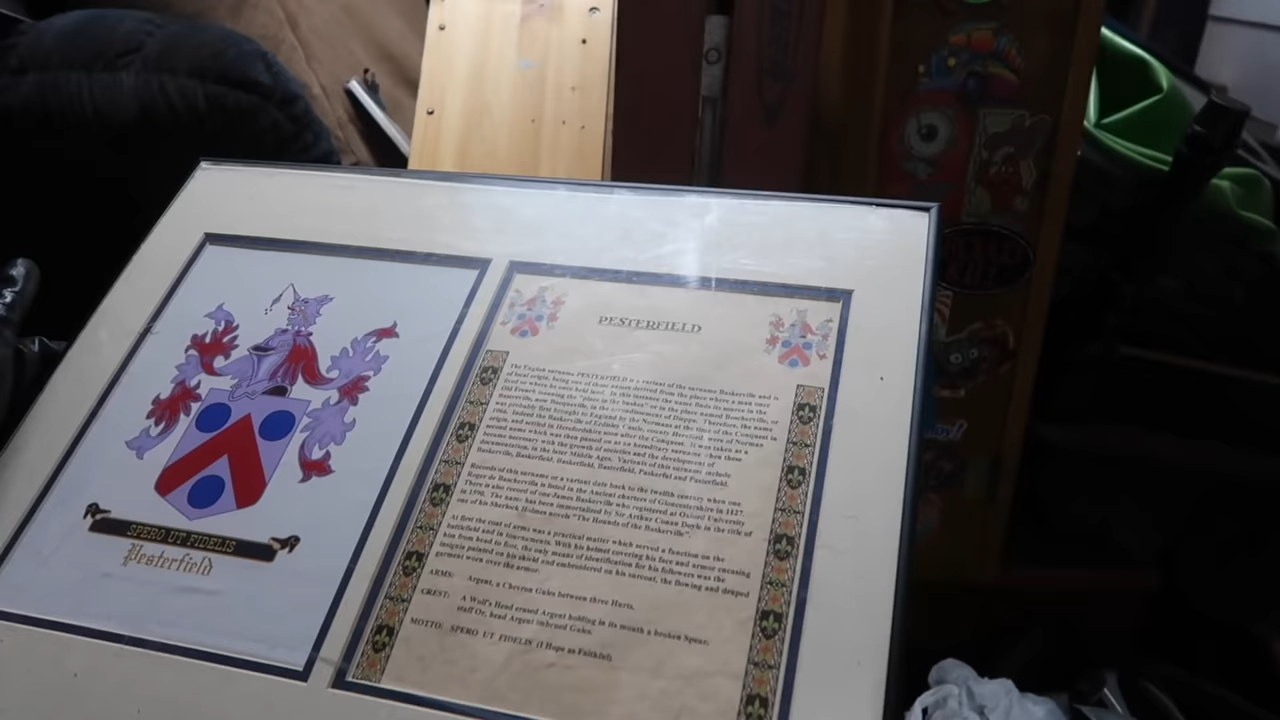 SPERO UT FIDELIS
Pesterfield
PESTERFIELD
The English surname PESTERFIELD is a variant of the surname Baskerville and is
of local origin, being one of those names derived from the place where a man once
lived or where he once held land. In this instance the name finds its source in the
Old French meaning the "place in the bushes" or in the place named Boscherville, or
Baserville, now Bacqueville, in the arrondissement of Dieppe. Therefore, the name
was probably first brought to England by the Normans at the time of the Conquest in
1066. Indeed the Baskerville of Erdisley Castle, county Hereford, were of Norman
origin, and settled in Herefordshire soon after the Conquest. It was taken as a
second name which was then passed on as an hereditary surname when these
became necessary with the growth of societies and the development of
documentation, in the later Middle Ages. Variants of this surname include
Baskerville, Baskerfield, Basketfield, Basterfield, Paskerful and Pasterfield.
Records of this surname or a variant date back to the twelfth century when one
Roger de Baschervilla is listed in the Ancient charters of Gloucestershire in 1127.
There is also record of one James Baskerville who registered at Oxford University
in 1590. The name has been immortalized by Sir Arthur Conan Doyle in the title of
one of his Sherlock Holmes novels "The Hounds of the Baskerville".
At first the coat of arms was a practical matter which served a function on the
battlefield and in tournaments. With his helmet covering his face and armor encasing
him from head to foot, the only means of identification for his followers was the
insignia painted on his shield and embroidered on his surcoat, the flowing and draped
garment worn over the armor.
ARMS: Argent, a Chevron Gules between three Hurts.
CREST: A Wolf's Head erased Argent holding in its mouth a broken Spear,
staff Or, head Argent imbrued Gules.
MOTTO: SPERO UT FIDELIS (I Hope as Faithful).